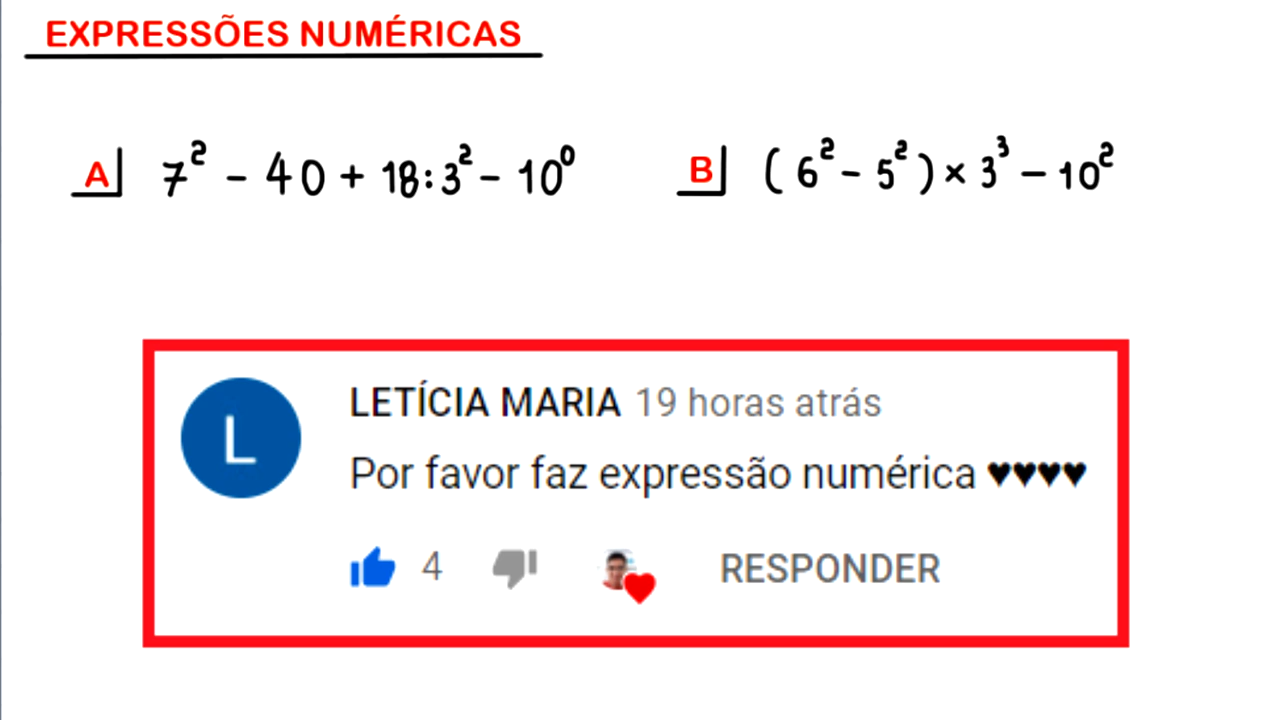 EXPRESSÕES NUMÉRICAS
A 7² - 40 + 18:3² - 10⁰
B (6² - 5²) × 3³ - 10²
L
LETÍCIA MARIA 19 horas atrás
Por favor faz expressão numérica ♥♥♥♥
4 RESPONDER